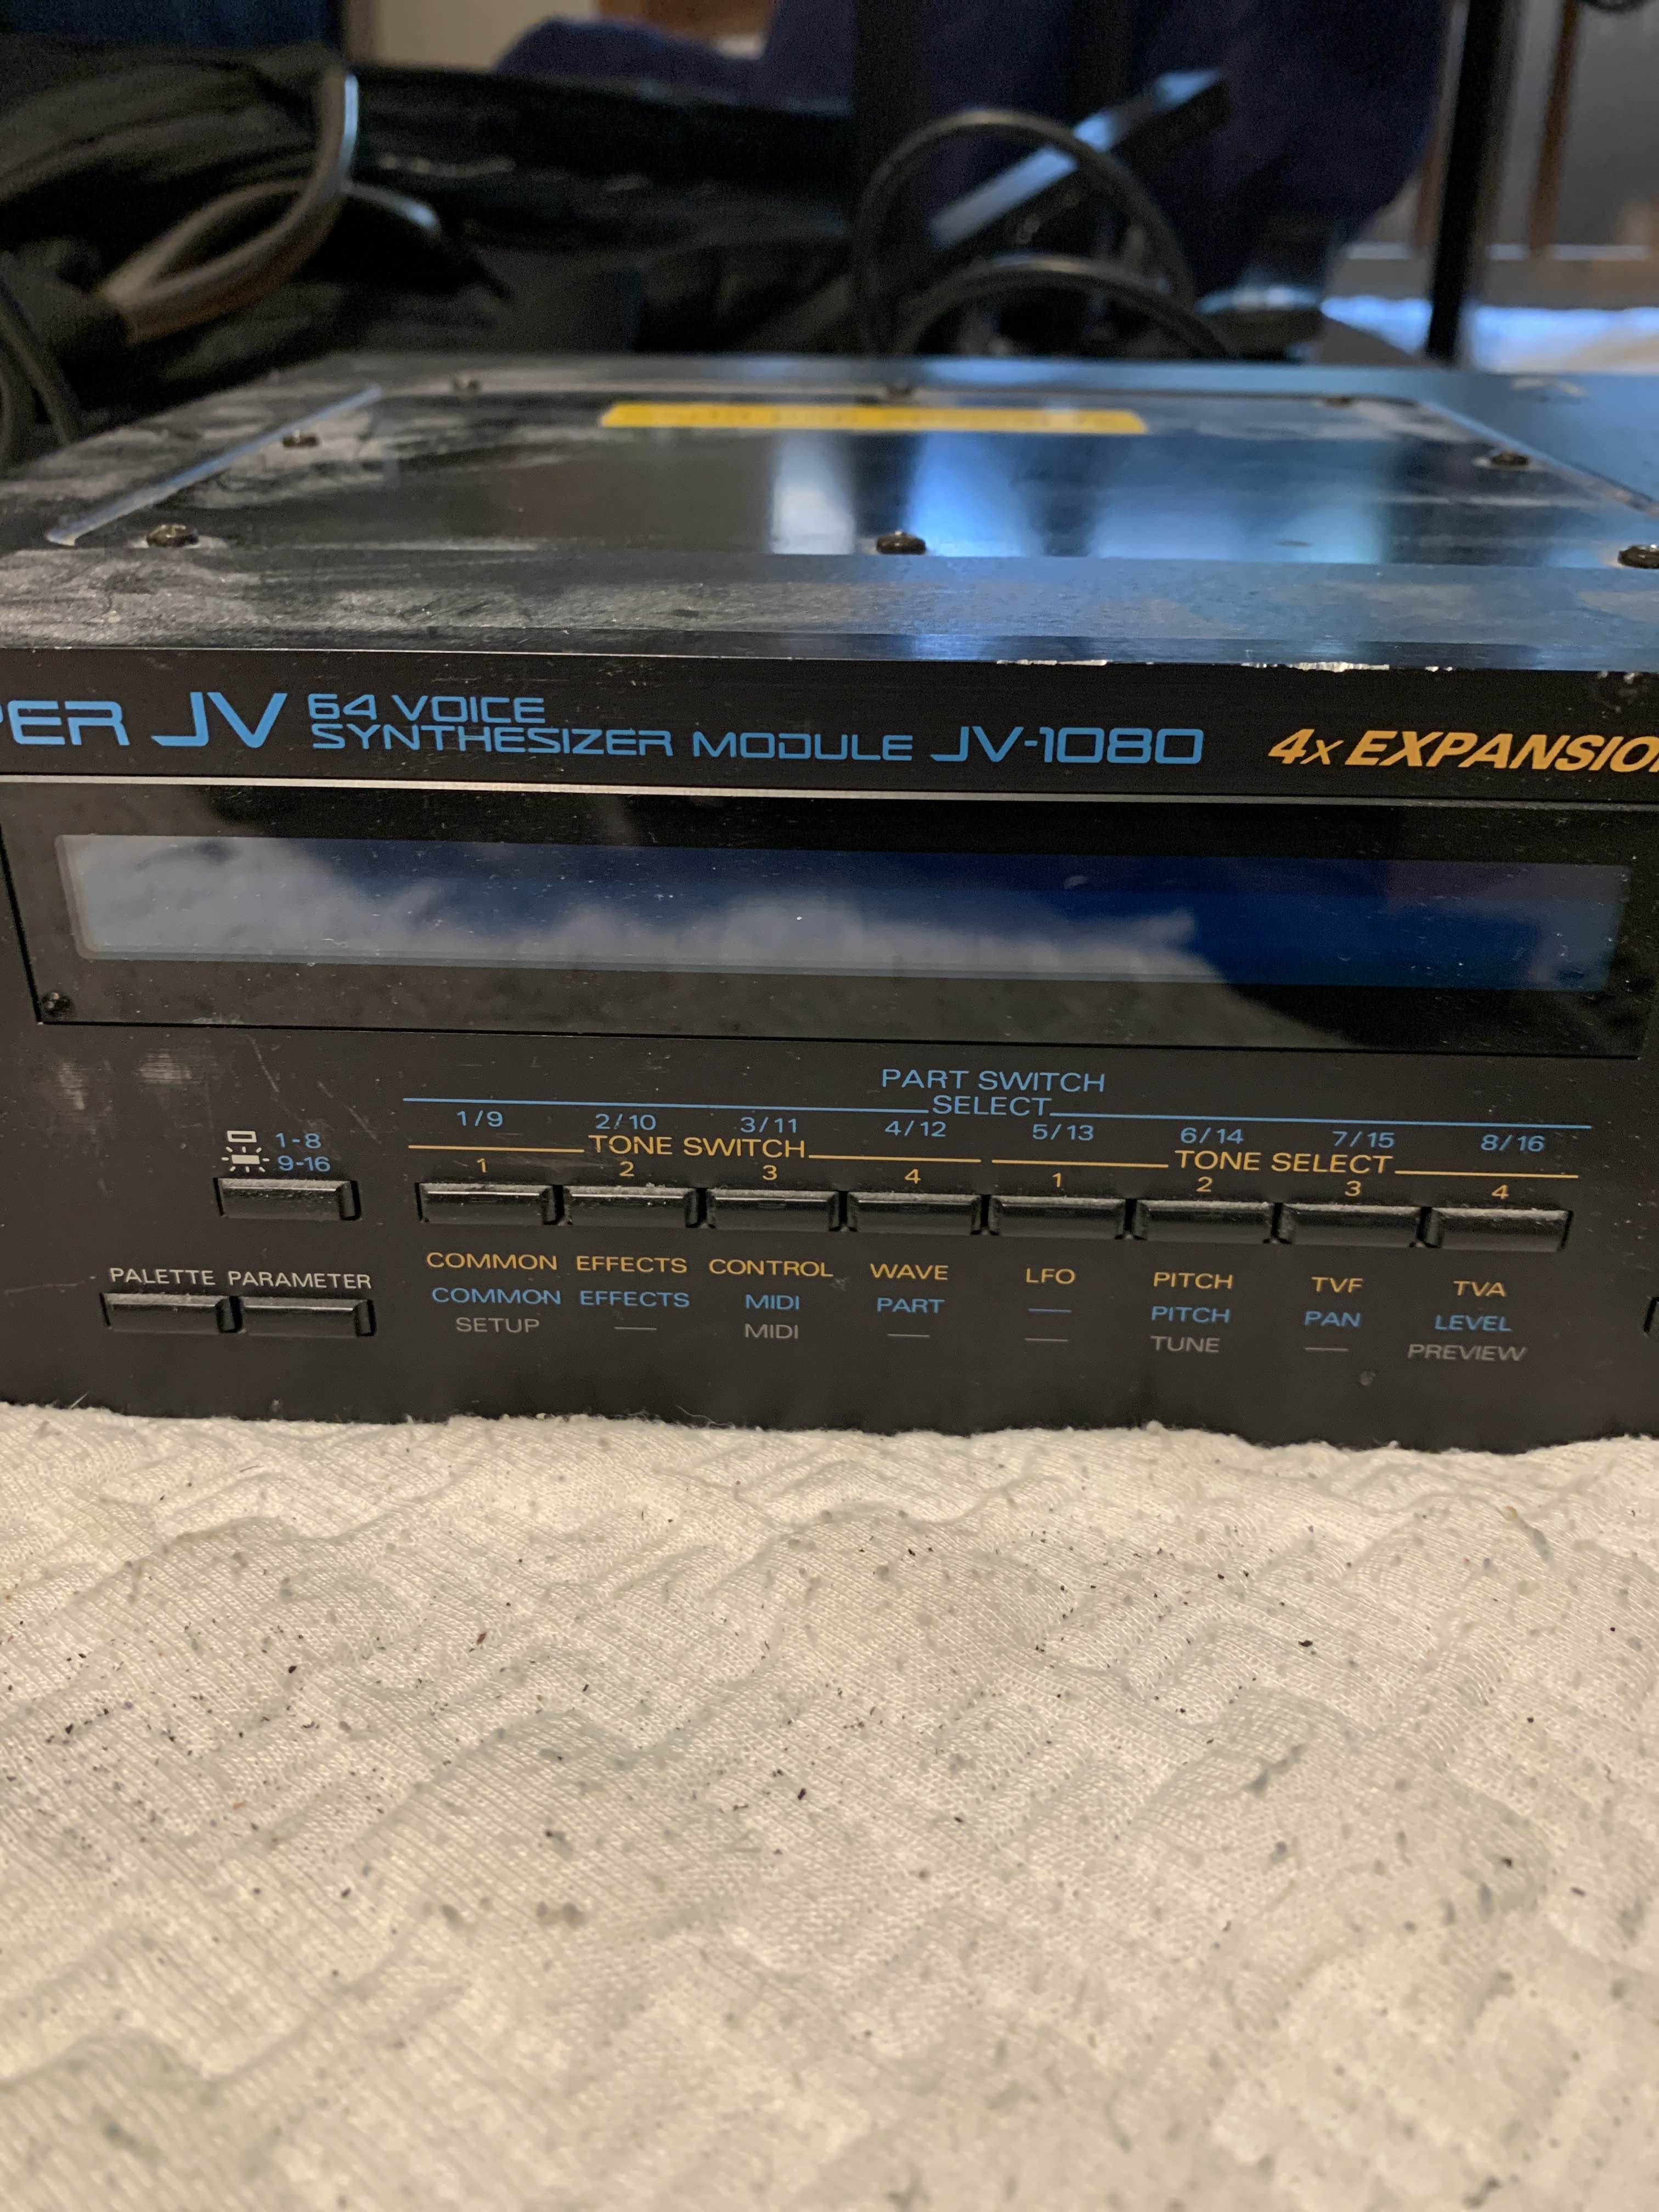 PER JV 64 VOICE SYNTHESIZER MODULE JV-1080 4x EXPANSION
PART SWITCH
SELECT
1/9 2/10 3/11 4/12 5/13 6/14 7/15 8/16
TONE SWITCH TONE SELECT
1 2 3 4 1 2 3 4
1-8
9-16
PALETTE PARAMETER
COMMON EFFECTS CONTROL WAVE LFO PITCH TVF TVA
COMMON EFFECTS MIDI PART — PITCH PAN LEVEL
SETUP — MIDI — — TUNE — PREVIEW